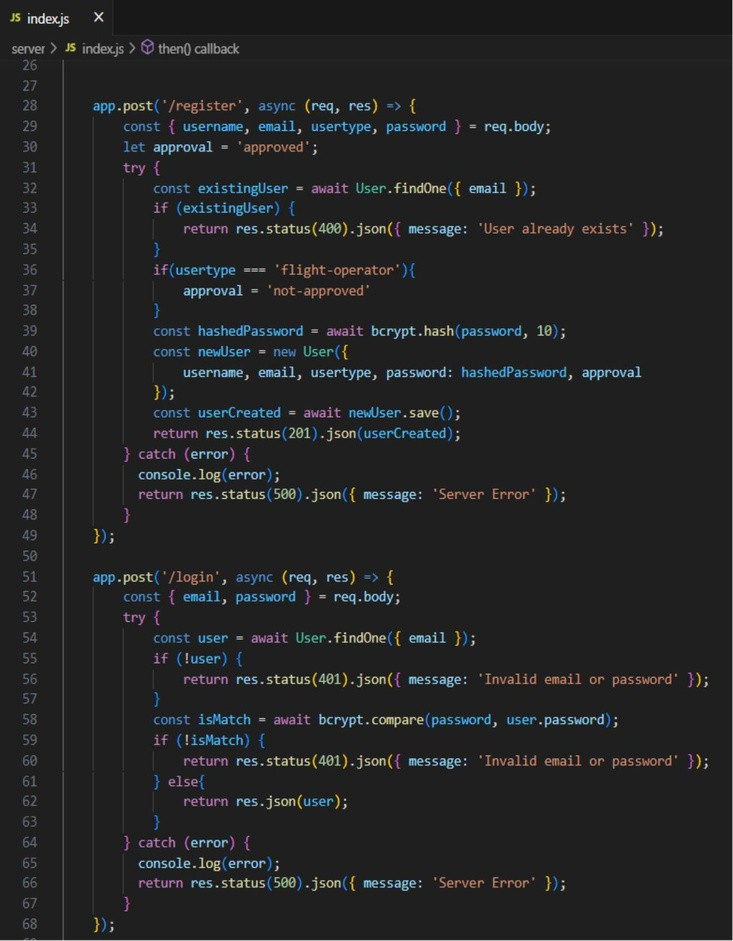 JS index.js X
server > JS index.js > then() callback
26
27
28 app.post('/register', async (req, res) => {
29 const { username, email, usertype, password } = req.body;
30 let approval = 'approved';
31 try {
32 const existingUser = await User.findOne({ email });
33 if (existingUser) {
34 return res.status(400).json({ message: 'User already exists' });
35 }
36 if(usertype === 'flight-operator'){
37 approval = 'not-approved'
38 }
39 const hashedPassword = await bcrypt.hash(password, 10);
40 const newUser = new User({
41 username, email, usertype, password: hashedPassword, approval
42 });
43 const userCreated = await newUser.save();
44 return res.status(201).json(userCreated);
45 } catch (error) {
46 console.log(error);
47 return res.status(500).json({ message: 'Server Error' });
48 }
49 });
50
51 app.post('/login', async (req, res) => {
52 const { email, password } = req.body;
53 try {
54 const user = await User.findOne({ email });
55 if (!user) {
56 return res.status(401).json({ message: 'Invalid email or password' });
57 }
58 const isMatch = await bcrypt.compare(password, user.password);
59 if (!isMatch) {
60 return res.status(401).json({ message: 'Invalid email or password' });
61 } else{
62 return res.json(user);
63 }
64 } catch (error) {
65 console.log(error);
66 return res.status(500).json({ message: 'Server Error' });
67 }
68 });